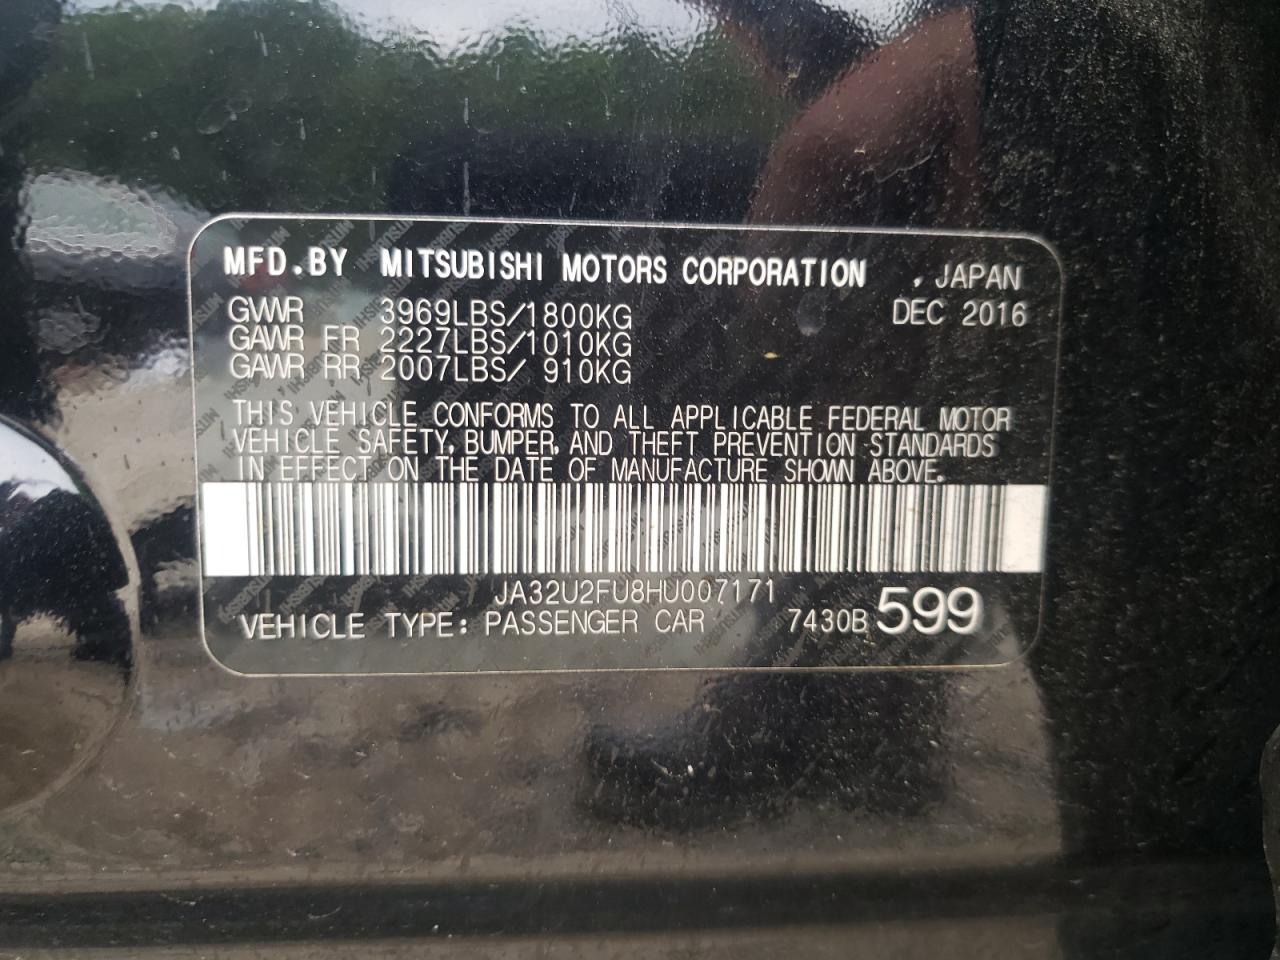 MFD.BY MITSUBISHI MOTORS CORPORATION , JAPAN
GVWR 3969LBS/1800KG DEC 2016
GAWR FR 2227LBS/1010KG
GAWR RR 2007LBS/ 910KG
THIS VEHICLE CONFORMS TO ALL APPLICABLE FEDERAL MOTOR
VEHICLE SAFETY, BUMPER, AND THEFT PREVENTION STANDARDS
IN EFFECT ON THE DATE OF MANUFACTURE SHOWN ABOVE.
JA32U2FU8HU007171
VEHICLE TYPE: PASSENGER CAR 7430B 599